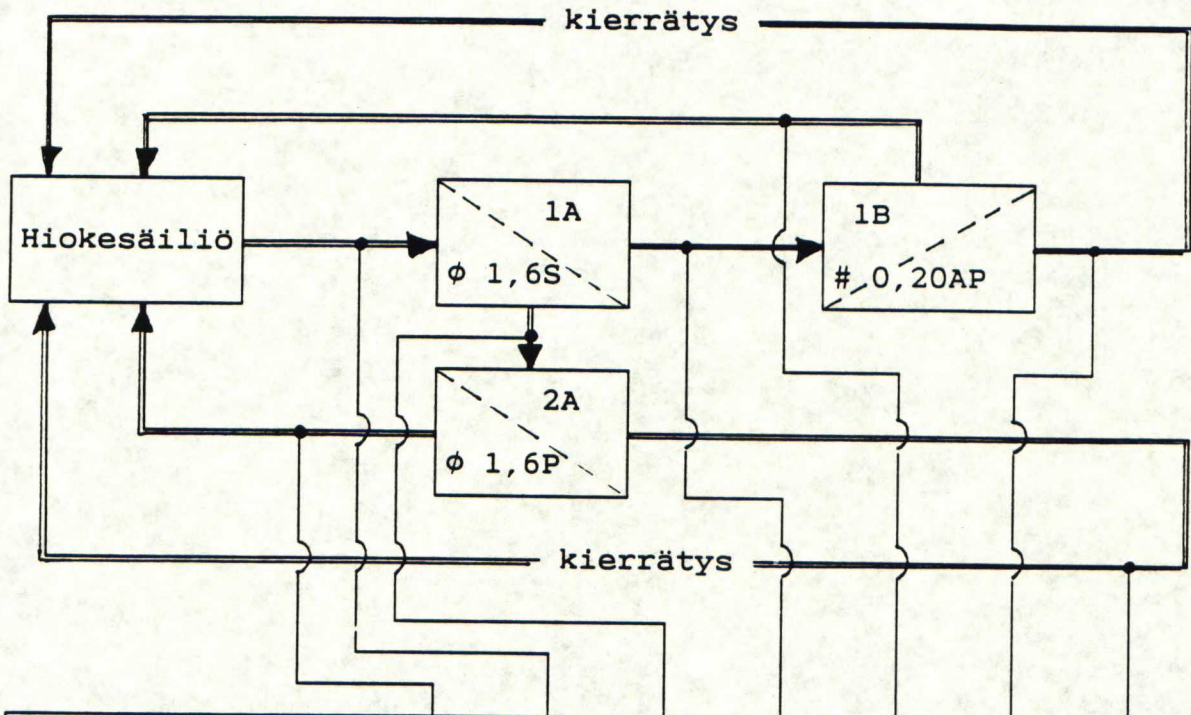 kierrätys
Hiokesäiliö
1A
φ 1,6S
1B
# 0,20AP
2A
φ 1,6P
kierrätys